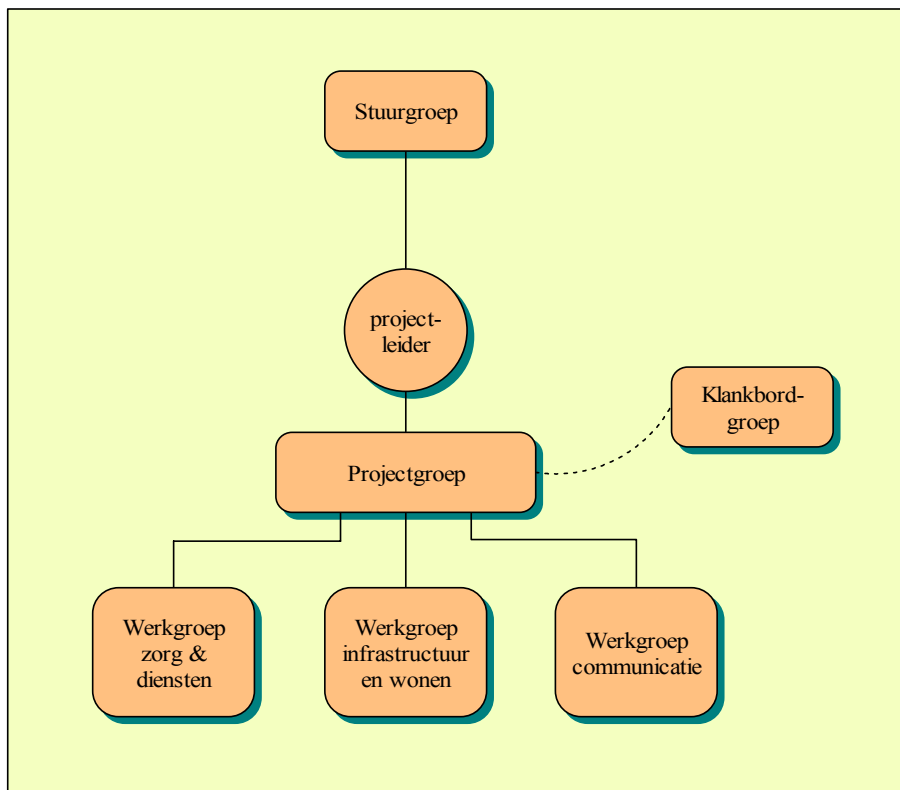 Stuurgroep
project-
leider
Klankbord-
groep
Projectgroep
Werkgroep
zorg &
diensten
Werkgroep
infrastructuur
en wonen
Werkgroep
communicatie